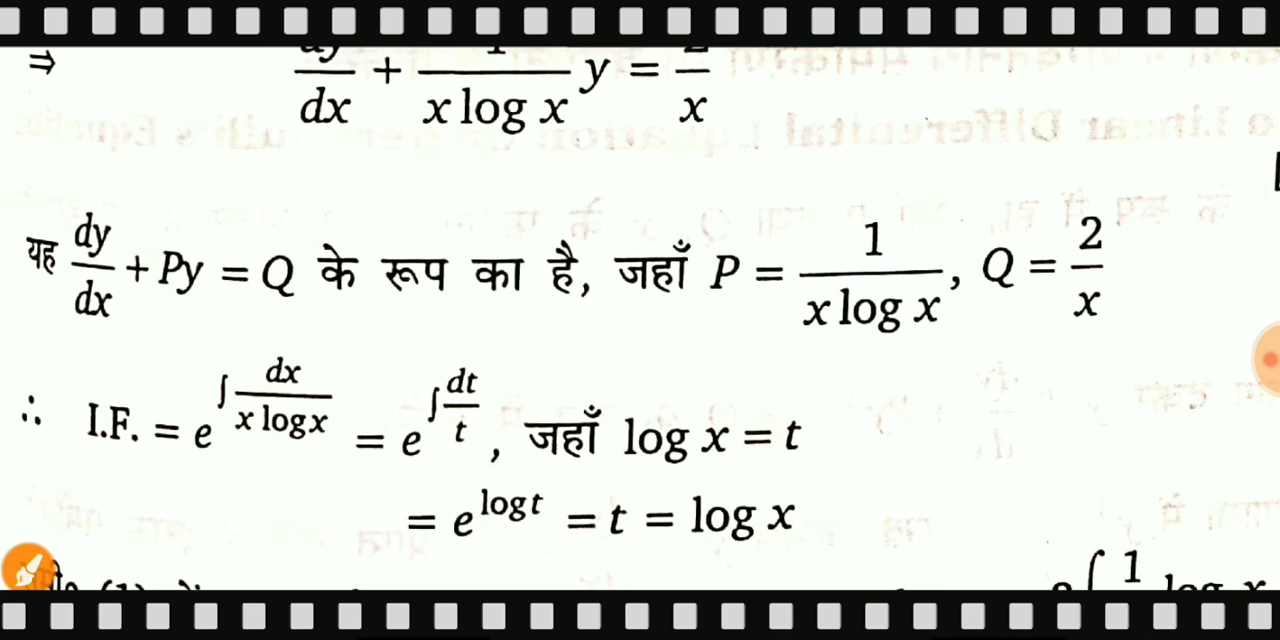 ⇒ dy/dx + 1/(x log x) y = 2/x
यह dy/dx + Py = Q के रूप का है, जहाँ P = 1/(x log x), Q = 2/x
∴ I.F. = e^(∫ dx/(x log x)) = e^(∫ dt/t), जहाँ log x = t
= e^(log t) = t = log x